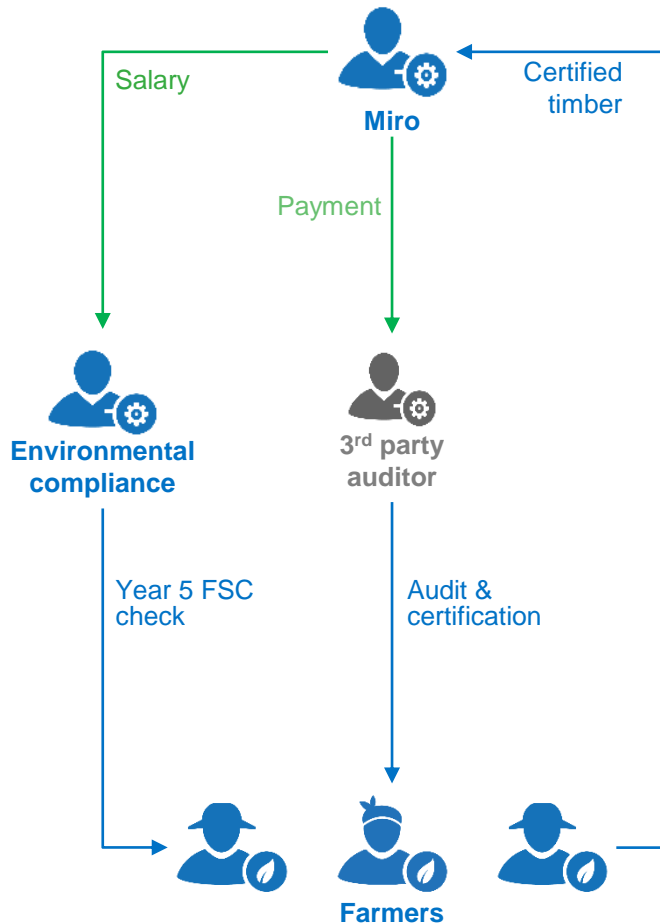 Salary
Certified
timber
Miro
Payment
Environmental
compliance
3rd party
auditor
Year 5 FSC
check
Audit &
certification
Farmers